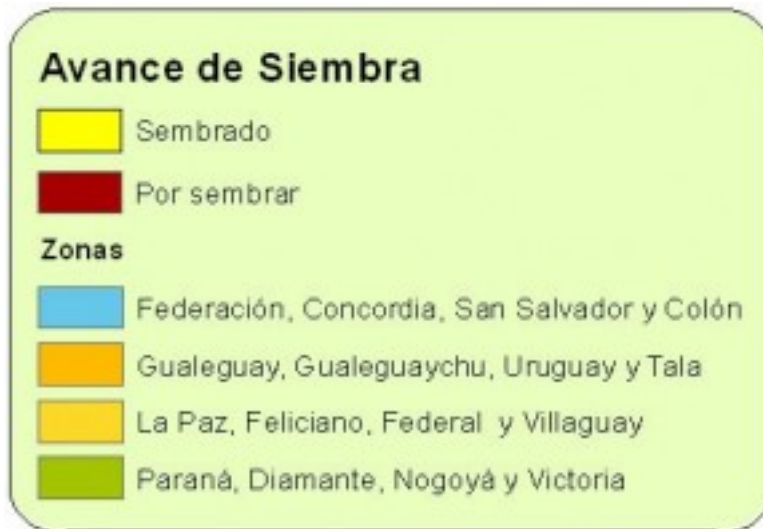 Avance de Siembra
Sembrado
Por sembrar
Zonas
Federación, Concordia, San Salvador y Colón
Gualeguay, Gualeguaychu, Uruguay y Tala
La Paz, Feliciano, Federal y Villaguay
Paraná, Diamante, Nogoyá y Victoria